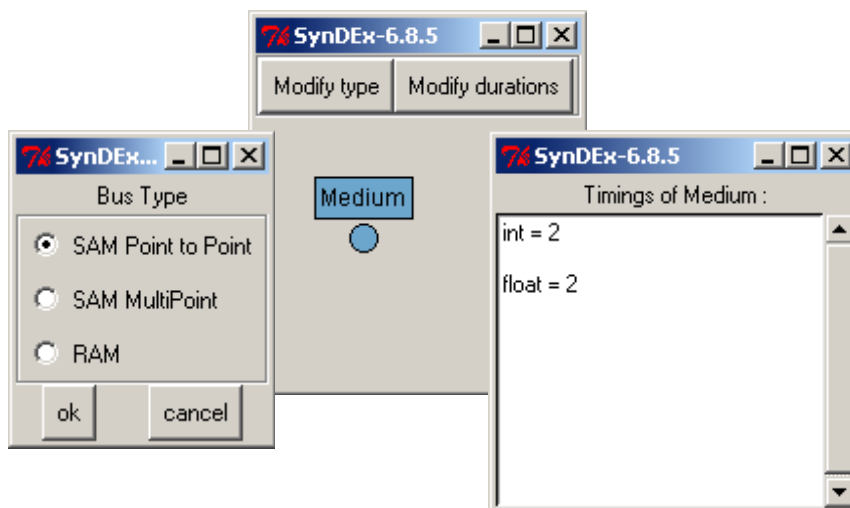 SynDEx-6.8.5
Modify type Modify durations
Medium
SynDEx...
Bus Type
SAM Point to Point
SAM MultiPoint
RAM
ok cancel
SynDEx-6.8.5
Timings of Medium :
int = 2
float = 2